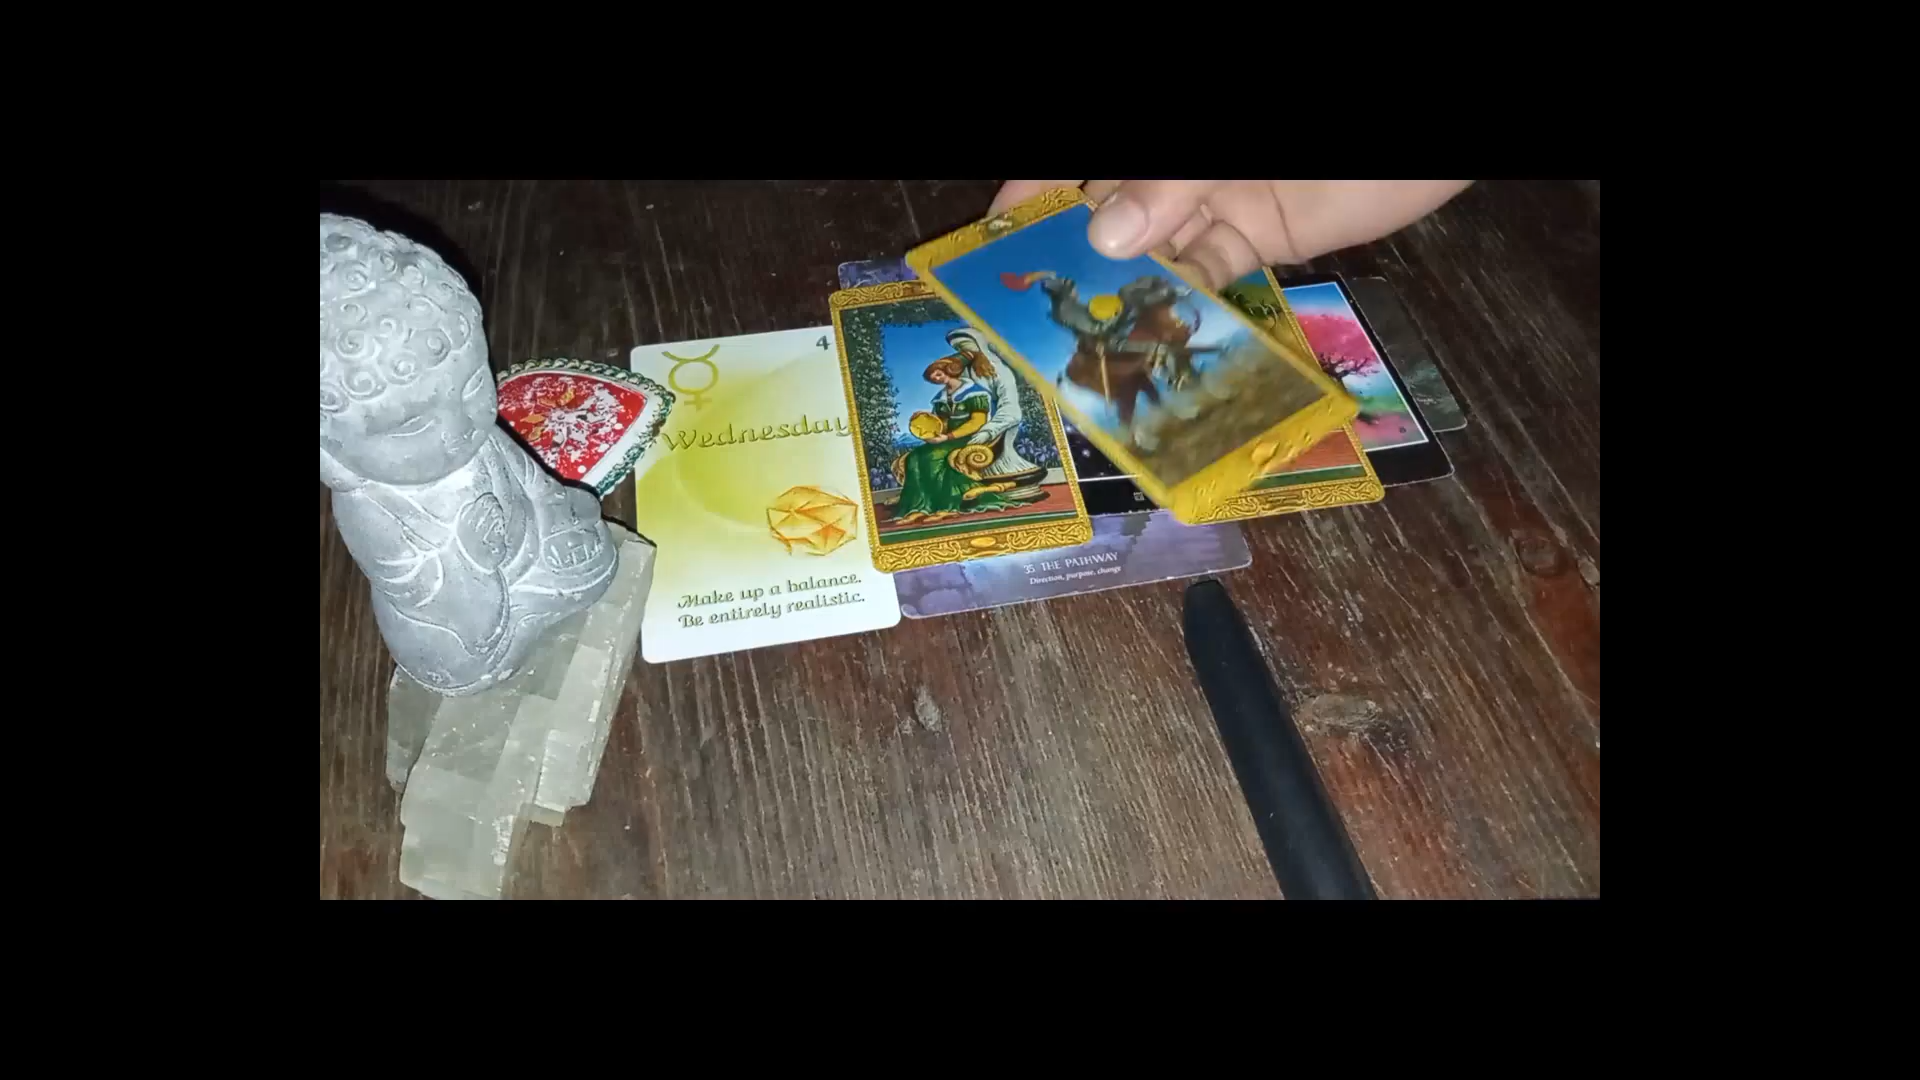 4
Wednesday
Make up a balance.
Be entirely realistic.
35 THE PATHWAY
Direction, purpose, change